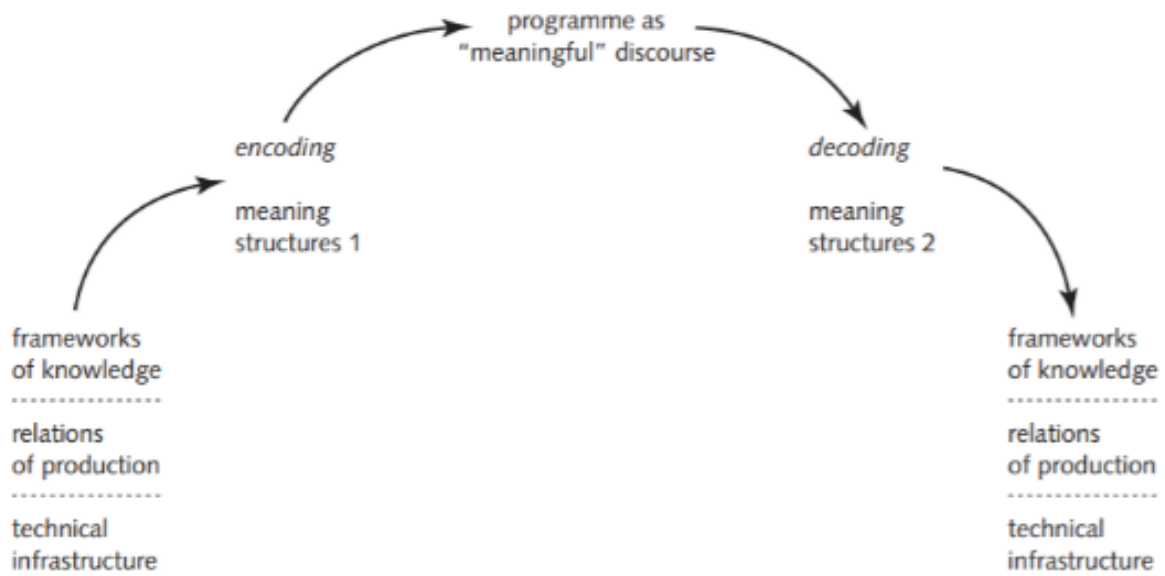 programme as
“meaningful” discourse
encoding
meaning
structures 1
decoding
meaning
structures 2
frameworks
of knowledge
relations
of production
technical
infrastructure
frameworks
of knowledge
relations
of production
technical
infrastructure